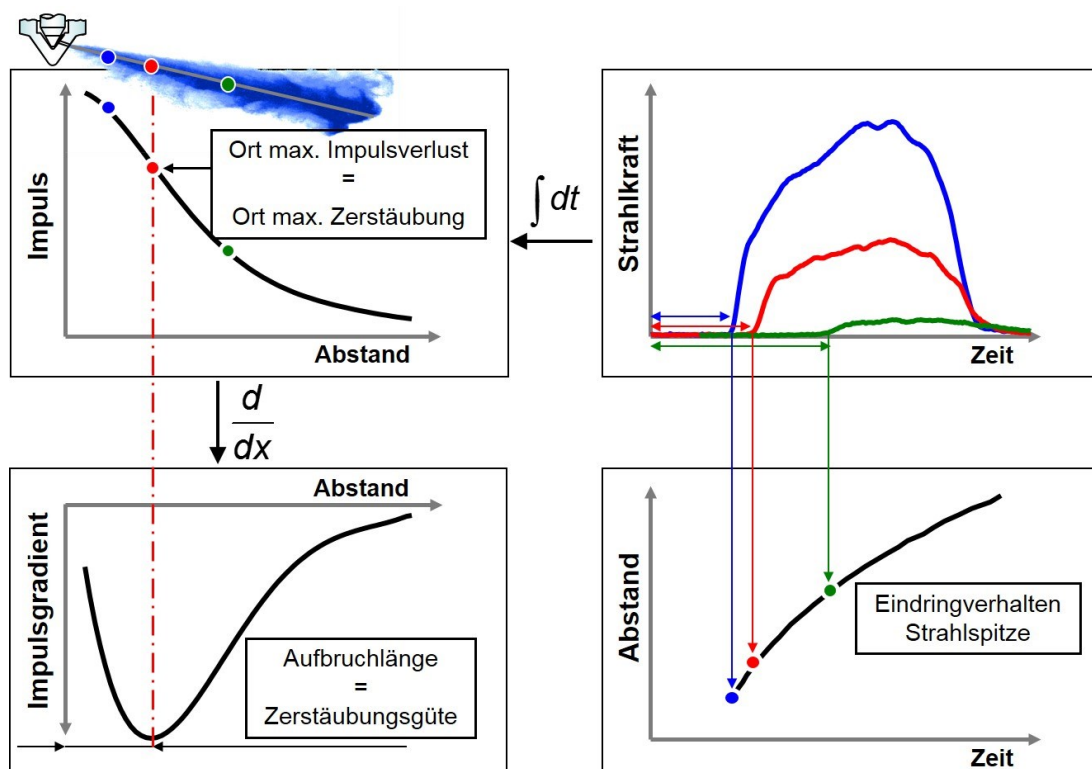 Impuls
Ort max. Impulsverlust
=
Ort max. Zerstäubung
Abstand
∫ dt
Strahlkraft
Zeit
d
dx
Impulsgradient
Abstand
Aufbruchlänge
=
Zerstäubungsgüte
Abstand
Eindringverhalten
Strahlspitze
Zeit